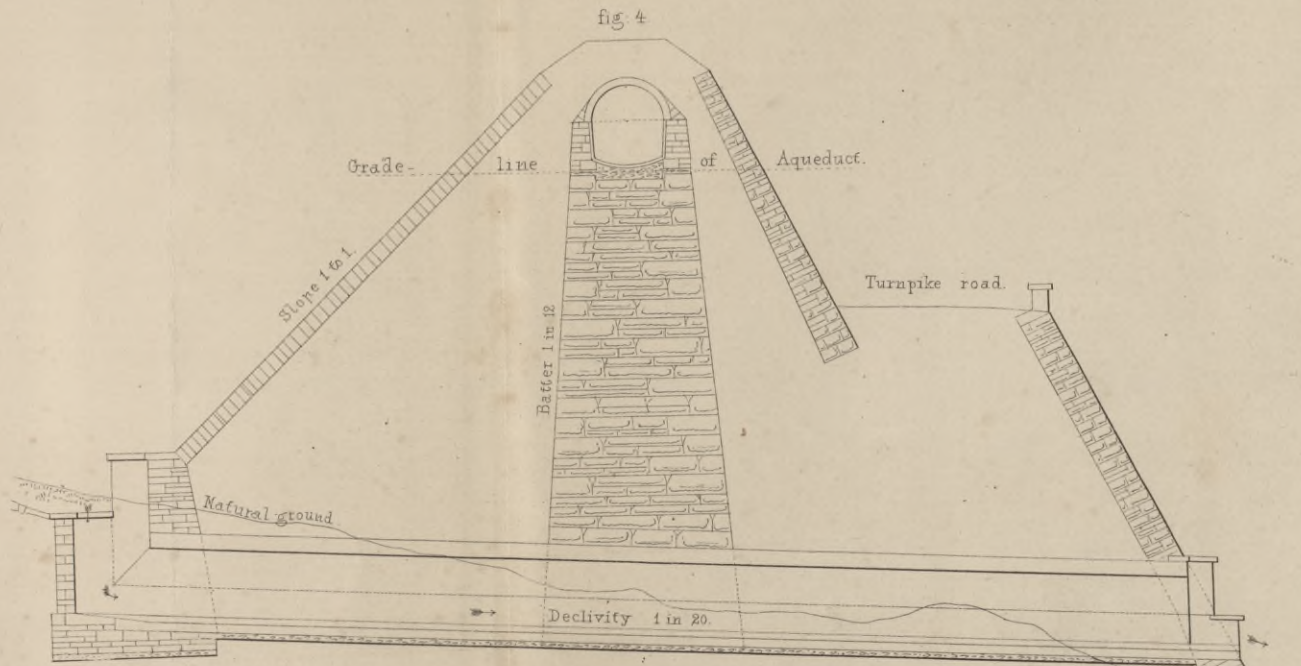 fig. 4
Grade- line of Aqueduct.
Slope 1 to 1.
Batter 1 in 12
Turnpike road.
Natural ground
Declivity 1 in 20.